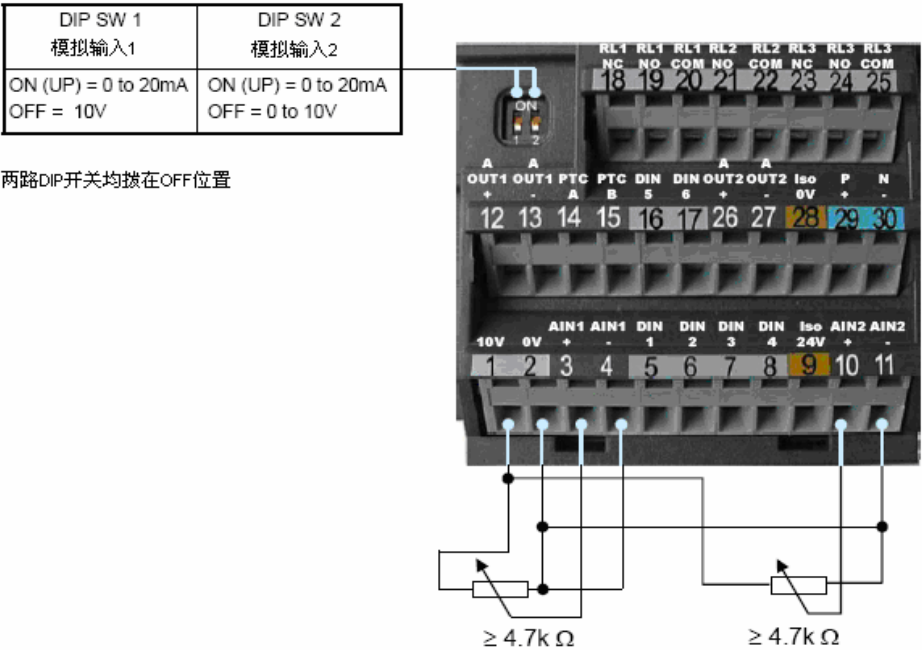 DIP SW 1 DIP SW 2
模拟输入1 模拟输入2
ON (UP) = 0 to 20mA ON (UP) = 0 to 20mA
OFF = 10V OFF = 0 to 10V
两路DIP开关均拨在OFF位置
ON
1 2
RL1 RL1 RL1 RL2 RL2 RL3 RL3 RL3
NC NO COM NO COM NC NO COM
18 19 20 21 22 23 24 25
A A A A
OUT1 OUT1 PTC PTC DIN DIN OUT2 OUT2 Iso P N
+ - A B 5 6 + - 0V + -
12 13 14 15 16 17 26 27 28 29 30
AIN1 AIN1 DIN DIN DIN DIN Iso AIN2 AIN2
10V 0V + - 1 2 3 4 24V + -
1 2 3 4 5 6 7 8 9 10 11
≥ 4.7k Ω ≥ 4.7k Ω